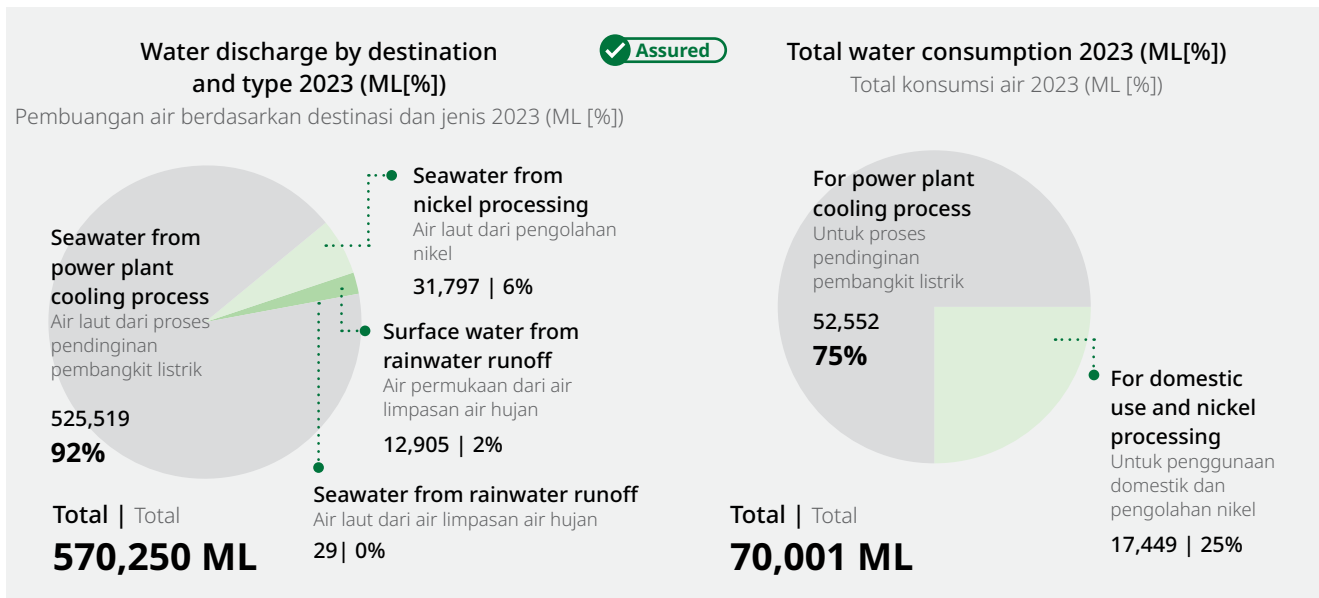 Water discharge by destination
and type 2023 (ML[%])
Pembuangan air berdasarkan destinasi dan jenis 2023 (ML [%])
Assured
Seawater from
power plant
cooling process
Air laut dari proses
pendinginan
pembangkit listrik
525,519
92%
Seawater from
nickel processing
Air laut dari pengolahan
nikel
31,797 | 6%
Surface water from
rainwater runoff
Air permukaan dari air
limpasan air hujan
12,905 | 2%
Seawater from rainwater runoff
Air laut dari air limpasan air hujan
29| 0%
Total | Total
570,250 ML
Total water consumption 2023 (ML[%])
Total konsumsi air 2023 (ML [%])
For power plant
cooling process
Untuk proses
pendinginan
pembangkit listrik
52,552
75%
For domestic
use and nickel
processing
Untuk penggunaan
domestik dan
pengolahan nikel
17,449 | 25%
Total | Total
70,001 ML